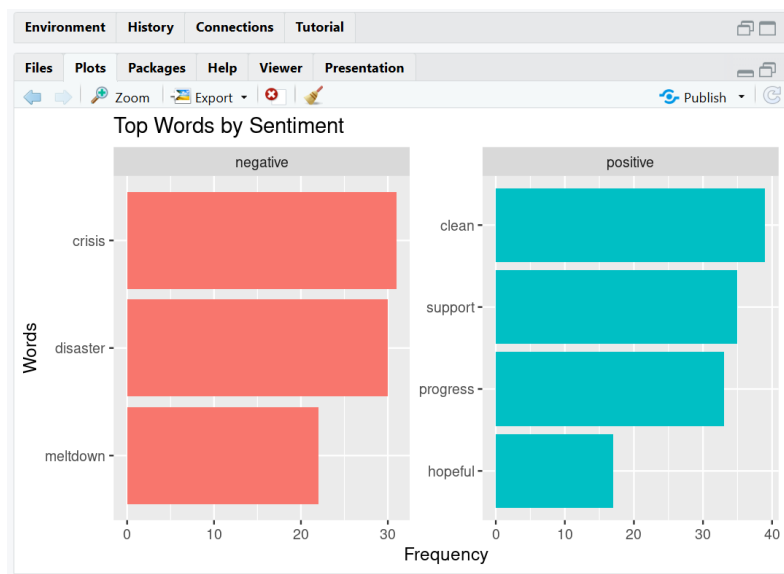 Environment History Connections Tutorial
Files Plots Packages Help Viewer Presentation
Zoom Export Publish
Top Words by Sentiment
negative
crisis
disaster
meltdown
0 10 20 30
positive
clean
support
progress
hopeful
0 10 20 30 40
Words
Frequency